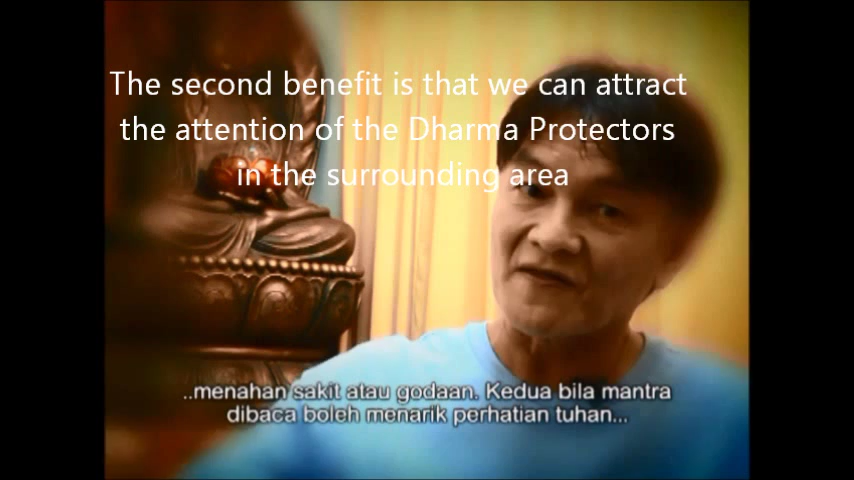 The second benefit is that we can attract
the attention of the Dharma Protectors
in the surrounding area
..menahan sakit atau godaan. Kedua bila mantra
dibaca boleh menarik perhatian tuhan...